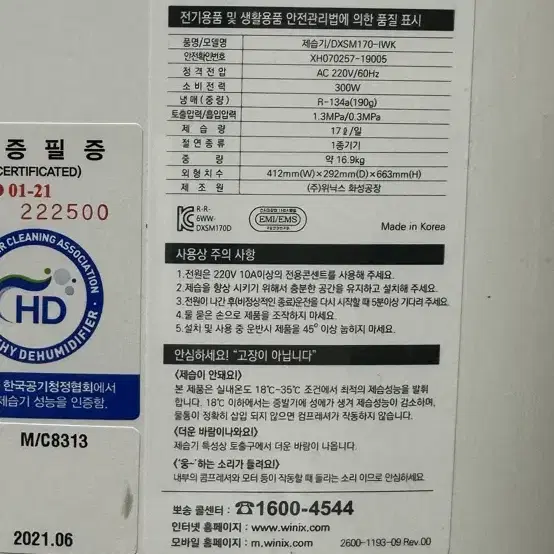 전기용품 및 생활용품 안전관리법에 의한 품질 표시
품명/모델명 제습기/DXSM170-IWK
안전확인번호 XH070257-19005
정격전압 AC 220V/60Hz
소비전력 300W
냉매(중량) R-134a(190g)
토출압력/흡입압력 1.3MPa/0.3MPa
제습량 17ℓ/일
절연종류 1종기기
중량 약 16.9kg
외형치수 412mm(W)×292mm(D)×663mm(H)
제조원 (주)위닉스 화성공장
R-R-
6WW-
DXSM170D
EMI/EMS
Made in Korea
사용상 주의 사항
1.전원은 220V 10A이상의 전용콘센트를 사용해 주세요.
2.제습을 향상 시키기 위해서 충분한 공간을 유지하고 설치해 주세요.
3.전원이 나간 후(비정상적인 종료)운전을 다시 시작할 때 5분이상 기다려 주세요.
4.물 묻은 손으로 제품을 조작하지 마세요.
5.설치 및 사용 중 운반시 제품을 45° 이상 눕히지 마세요.
안심하세요! "고장이 아닙니다"
<제습이 안돼요!>
본 제품은 실내온도 18℃-35℃ 조건에서 최적의 제습성능을 발휘
합니다. 18℃ 이하에서는 증발기에 성에가 생겨 제습성능이 감소하며,
물통이 정확히 삽입 되지 않으면 컴프레셔가 작동하지 않습니다.
<더운 바람이나와요!>
제습기 특성상 토출구에서 더운 바람이 나옵니다.
<'웅~'하는 소리가 들려요!>
내부의 콤프레셔와 모터 등이 작동할 때 들리는 소리 이므로 안심하세요.
뽀송 콜센터 : ☎1600-4544
인터넷 홈페이지 : www.winix.com
모바일 홈페이지 : m.winix.com 2600-1193-09 Rev.00
증필증
CERTIFIED)
01-21
222500
R CLEANING ASSOCIATION
HD
HY DEHUMIDIFIER
한국공기청정협회에서
제습기 성능을 인증함.
M/C8313
2021.06